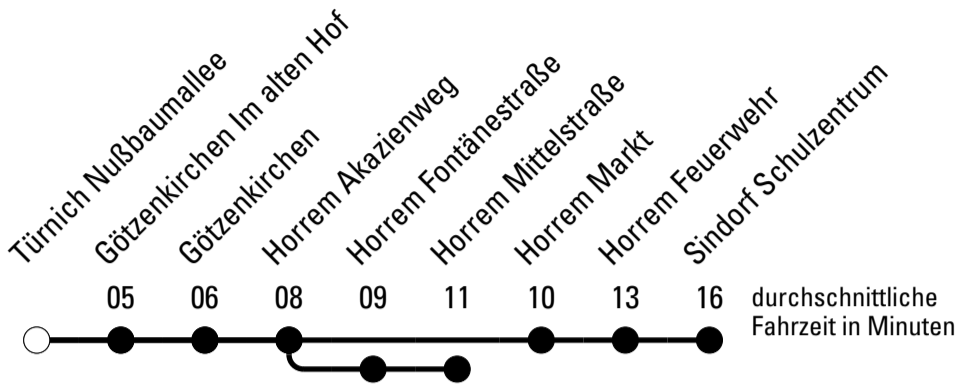 Türnich Nußbaumallee
Götzenkirchen Im alten Hof
Götzenkirchen
Horrem Akazienweg
Horrem Fontänestraße
Horrem Mittelstraße
Horrem Markt
Horrem Feuerwehr
Sindorf Schulzentrum
05 06 08 09 11 10 13 16
durchschnittliche
Fahrzeit in Minuten